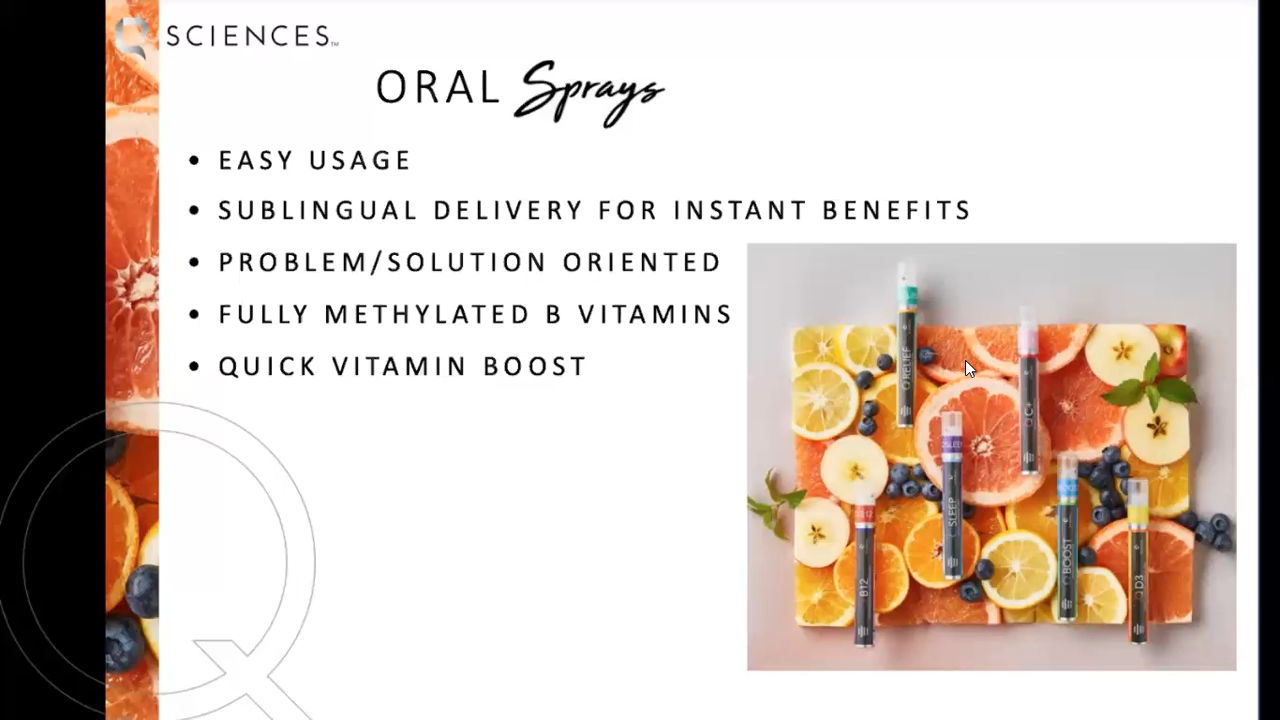 SCIENCES™
ORAL Sprays
• EASY USAGE
• SUBLINGUAL DELIVERY FOR INSTANT BENEFITS
• PROBLEM/SOLUTION ORIENTED
• FULLY METHYLATED B VITAMINS
• QUICK VITAMIN BOOST
Q RELIEF
Q C+
SLEEP
B12
Q BOOST
Q D3